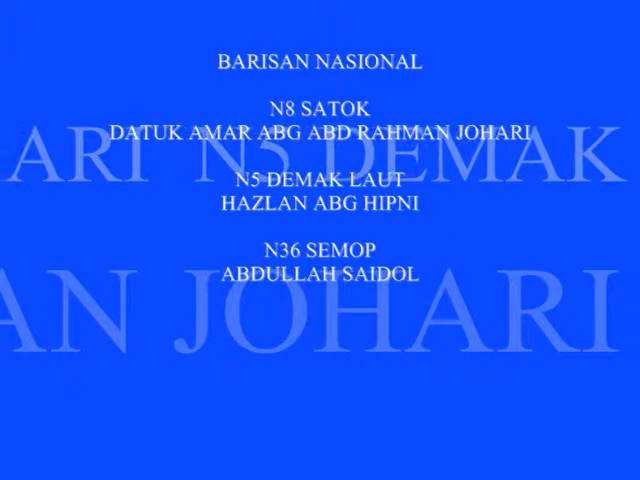 BARISAN NASIONAL
N8 SATOK
DATUK AMAR ABG ABD RAHMAN JOHARI
ARI N5 DEMAK
N5 DEMAK LAUT
HAZLAN ABG HIPNI
N36 SEMOP
ABDULLAH SAIDOL
AN JOHARI